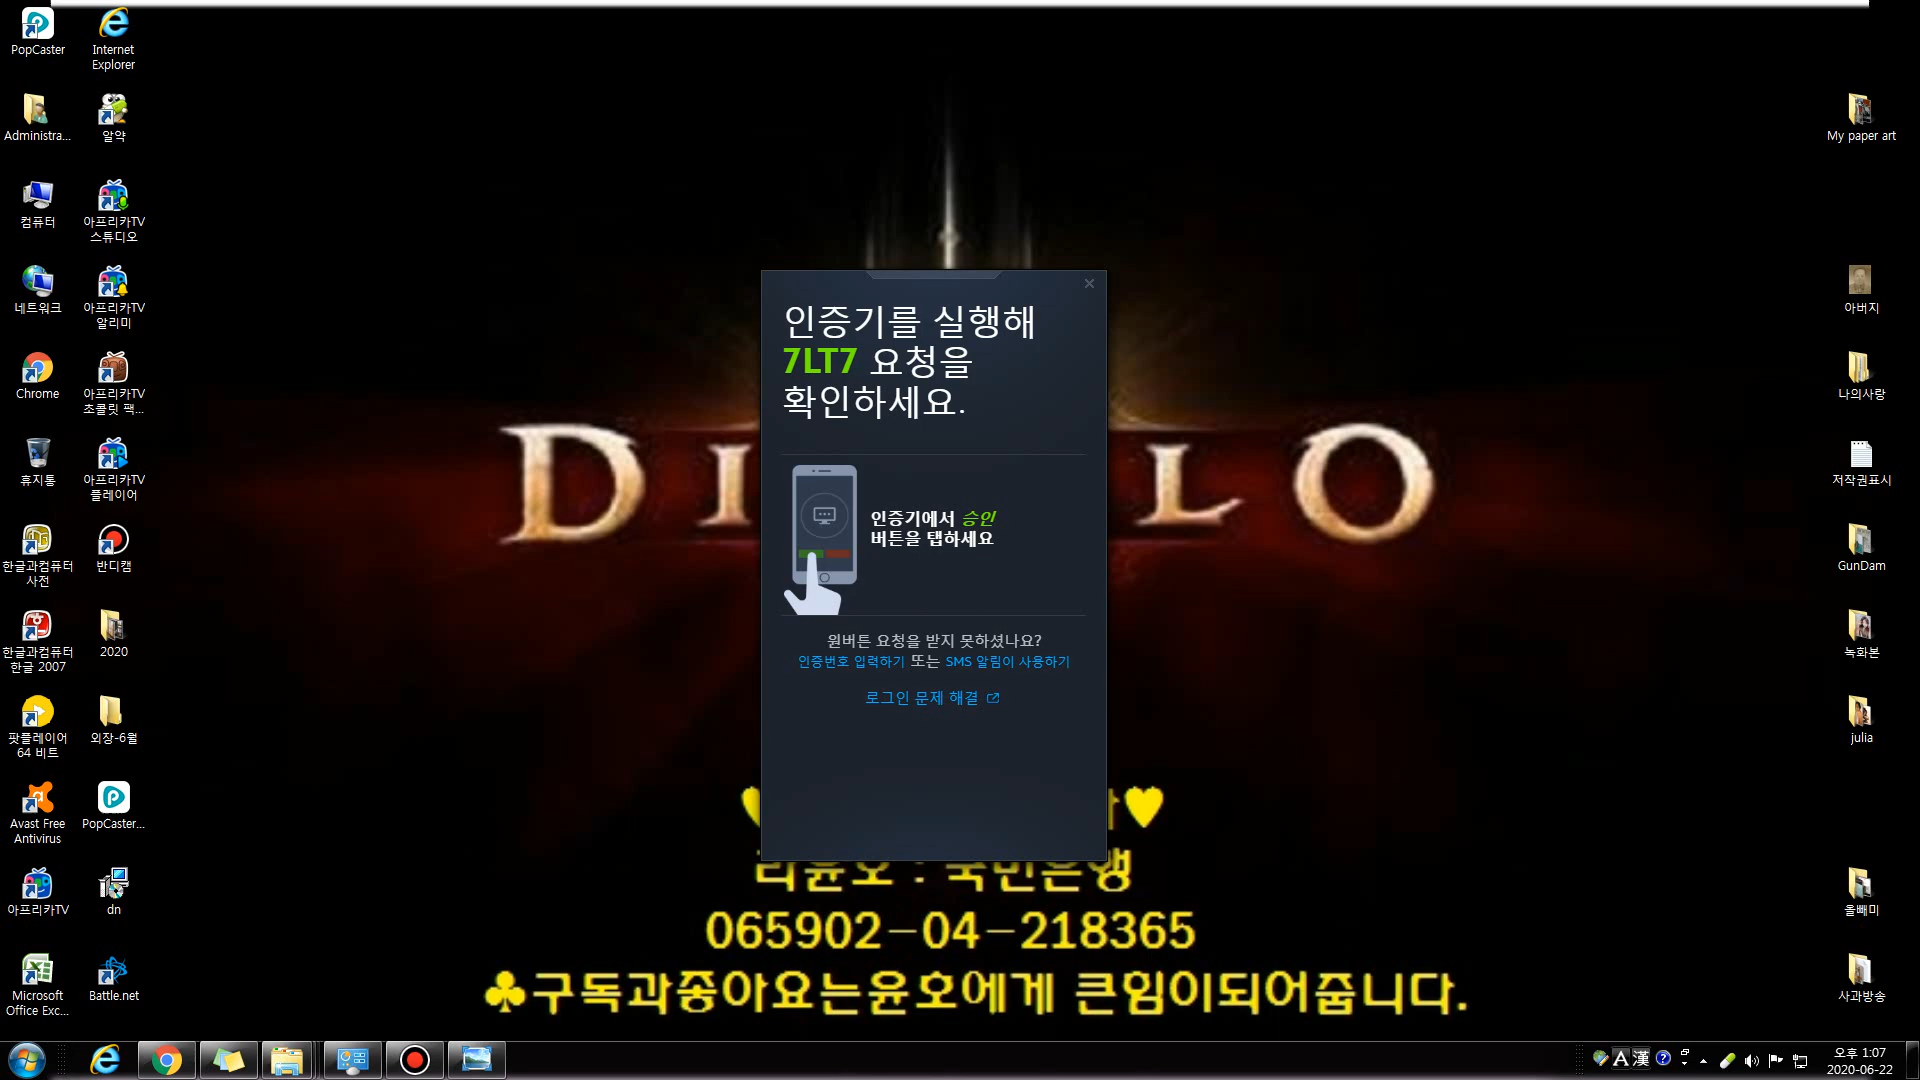 PopCaster
Internet
Explorer
Administra...
알약
컴퓨터
아프리카TV
스튜디오
네트워크
아프리카TV
알리미
Chrome
아프리카TV
초콜릿 팩...
휴지통
아프리카TV
플레이어
한글과컴퓨터
사전
반디캠
한글과컴퓨터
한글 2007
2020
팟플레이어
64 비트
외장-6월
Avast Free
Antivirus
PopCaster...
아프리카TV
dn
Microsoft
Office Exc...
Battle.net
인증기를 실행해
7LT7 요청을
확인하세요.
인증기에서 승인
버튼을 탭하세요
원버튼 요청을 받지 못하셨나요?
인증번호 입력하기 또는 SMS 알림이 사용하기
로그인 문제 해결
DI
LO
윤호 : 국민은행
065902-04-218365
♣구독과좋아요는윤호에게 큰힘이되어줍니다.
My paper art
아버지
나의사랑
저작권표시
GunDam
녹화본
julia
올빼미
사과방송
A 漢
오후 1:07
2020-06-22